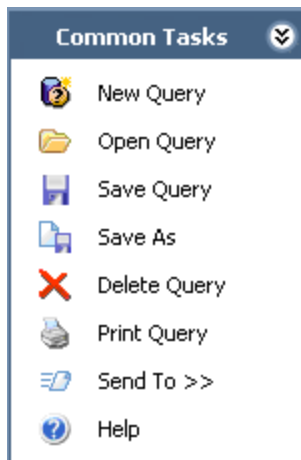 Common Tasks
New Query
Open Query
Save Query
Save As
Delete Query
Print Query
Send To >>
Help